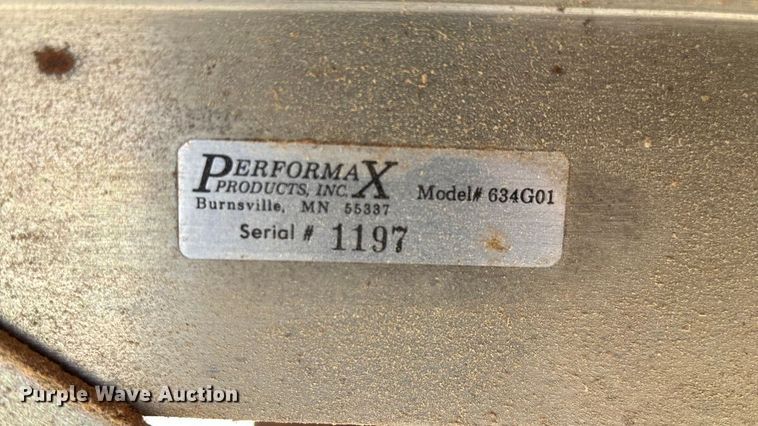 PERFORMAX
PRODUCTS, INC.
Burnsville, MN 55337
Model# 634G01
Serial # 1197
Purple Wave Auction